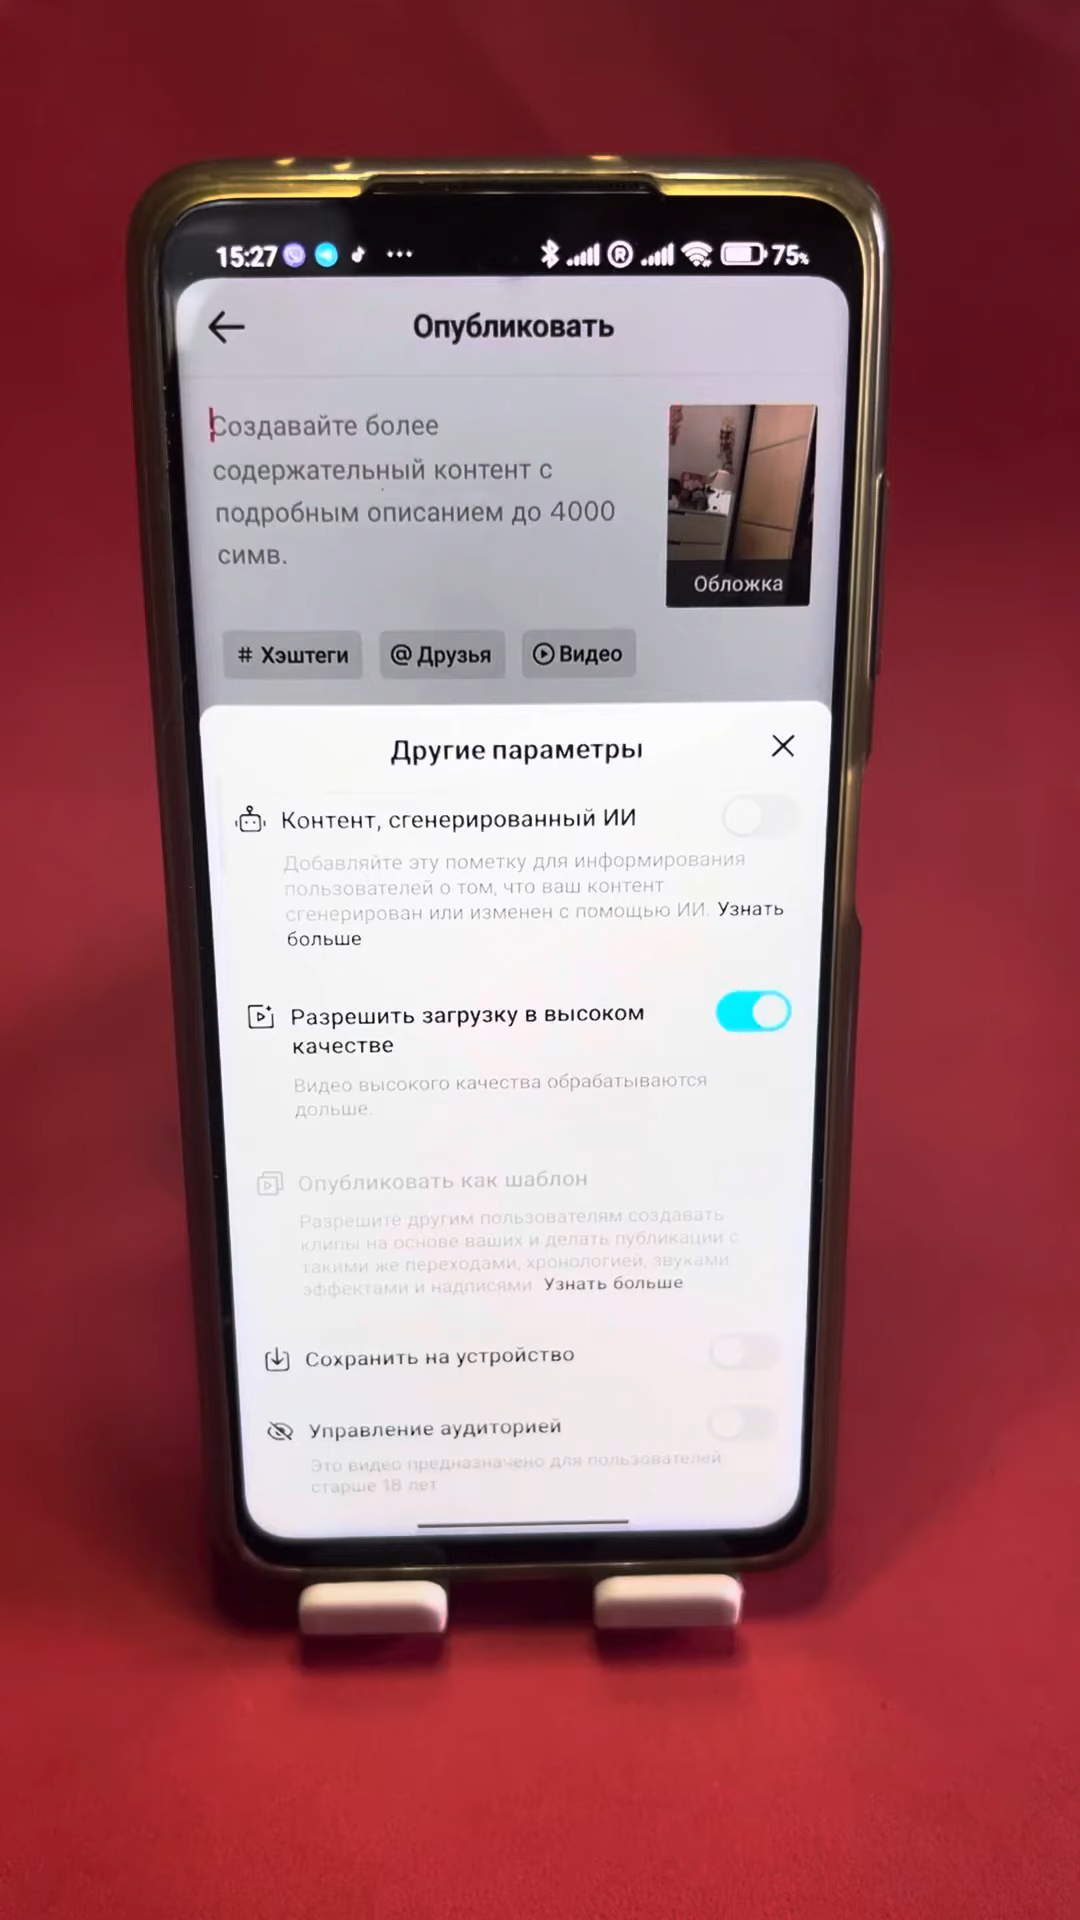 15:27 ... ® 75%
Опубликовать
Создавайте более
содержательный контент с
подробным описанием до 4000
симв.
Обложка
# Хэштеги @ Друзья Видео
Другие параметры
Контент, сгенерированный ИИ
Добавляйте эту пометку для информирования
пользователей о том, что ваш контент
сгенерирован или изменен с помощью ИИ. Узнать
больше
Разрешить загрузку в высоком
качестве
Видео высокого качества обрабатываются
дольше.
Опубликовать как шаблон
Разрешите другим пользователям создавать
клипы на основе ваших и делать публикации с
такими же переходами, хронологией, звуками
эффектами и надписями Узнать больше
Сохранить на устройство
Управление аудиторией
Это видео предназначено для пользователей
старше 18 лет